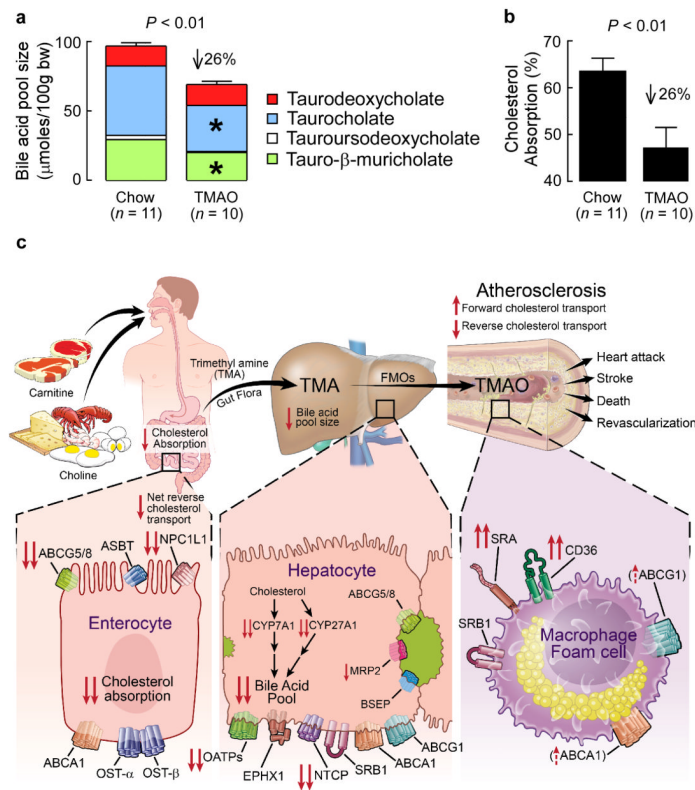 a
P < 0.01
↓26%
Bile acid pool size
(μmoles/100g bw)
100
50
0
Chow
(n = 11)
TMAO
(n = 10)
*
*
Taurodeoxycholate
Taurocholate
Tauroursodeoxycholate
Tauro-β-muricholate
b
P < 0.01
↓26%
Cholesterol
Absorption (%)
70
60
50
40
Chow
(n = 11)
TMAO
(n = 10)
c
Carnitine
Choline
Trimethyl amine
(TMA)
Gut Flora
↓ Cholesterol
Absorption
↓ Net reverse
cholesterol
transport
TMA
FMOs
↓ Bile acid
pool size
Atherosclerosis
↑ Forward cholesterol transport
↓ Reverse cholesterol transport
TMAO
Heart attack
Stroke
Death
Revascularization
↓↓ABCG5/8
ASBT
↓↓NPC1L1
Enterocyte
↓↓ Cholesterol
absorption
ABCA1
OST-α
OST-β
Hepatocyte
Cholesterol
↓↓CYP7A1
↓↓CYP27A1
↓↓ Bile Acid
Pool
ABCG5/8
↓MRP2
BSEP
↓↓OATPs
EPHX1
↓↓NTCP
SRB1
ABCA1
ABCG1
↑↑SRA
↑↑CD36
(↑ABCG1)
SRB1
Macrophage
Foam cell
(↑ABCA1)